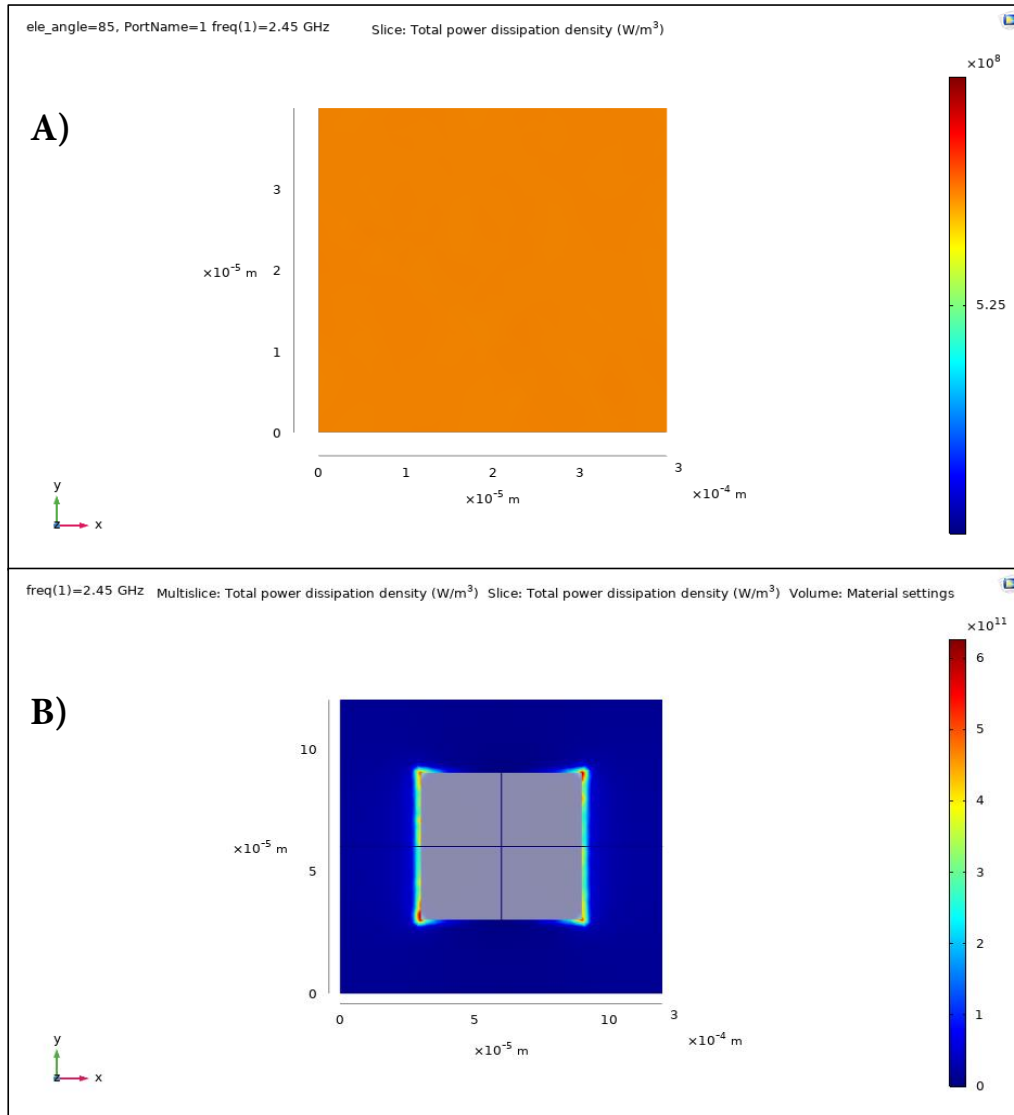 ele_angle=85, PortName=1 freq(1)=2.45 GHz Slice: Total power dissipation density (W/m³)
×10⁸
A)
3
×10⁻⁵ m 2
5.25
1
0
0 1 2 3 3
×10⁻⁵ m ×10⁻⁴ m
y
z x
freq(1)=2.45 GHz Multislice: Total power dissipation density (W/m³) Slice: Total power dissipation density (W/m³) Volume: Material settings
×10¹¹
6
B)
10
5
4
×10⁻⁵ m
3
5
2
1
0
0 5 10 3
×10⁻⁵ m ×10⁻⁴ m
y
z x
0